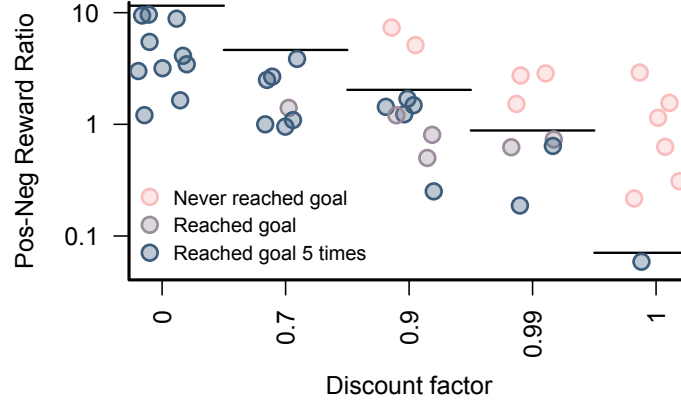 Pos-Neg Reward Ratio
10
1
0.1
Never reached goal
Reached goal
Reached goal 5 times
0
0.7
0.9
0.99
1
Discount factor